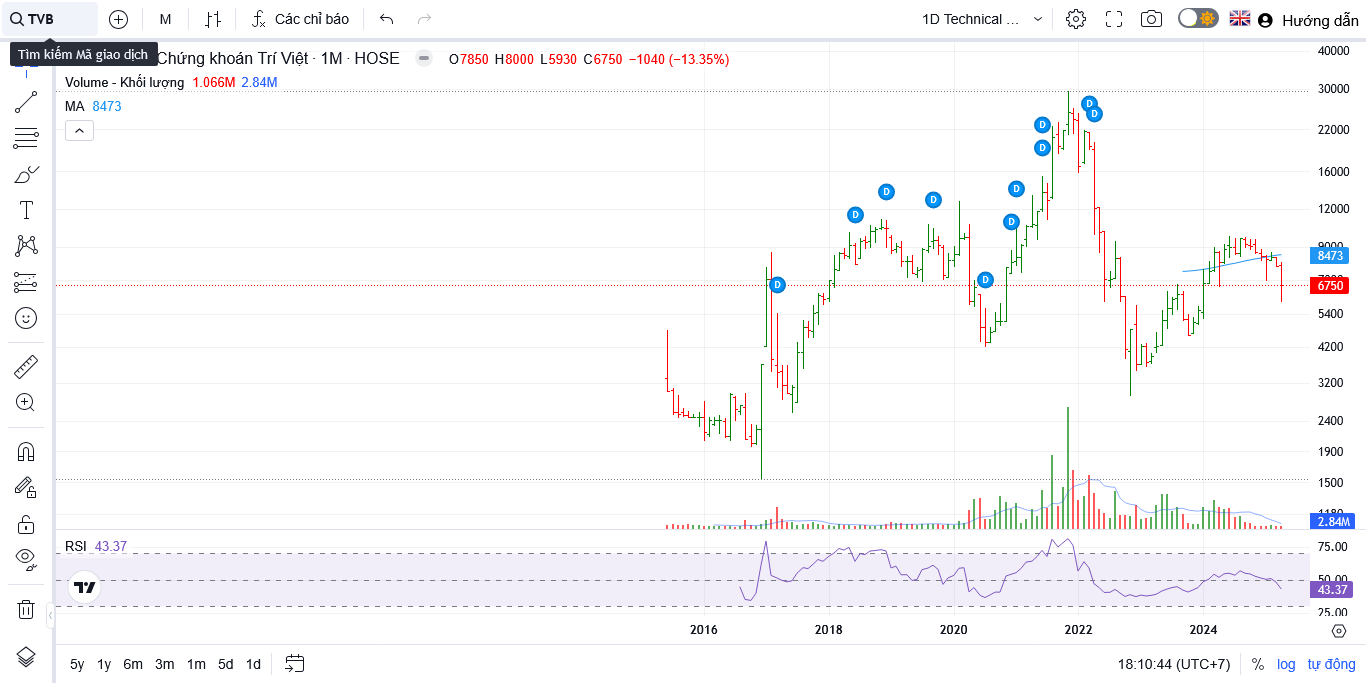 TVB
M
Các chỉ báo
1D Technical ...
Hướng dẫn
Tìm kiếm Mã giao dịch
Chứng khoán Trí Việt · 1M · HOSE
O7850 H8000 L5930 C6750 −1040 (−13.35%)
Volume - Khối lượng 1.066M 2.84M
MA 8473
D
D
D
D
D
D
D
D
D
D
D
40000
30000
22000
16000
12000
9000
8473
6750
5400
4200
3200
2400
1900
1500
2.84M
RSI 43.37
75.00
50.00
43.37
25.00
2016
2018
2020
2022
2024
5y 1y 6m 3m 1m 5d 1d
18:10:44 (UTC+7)
% log tự động